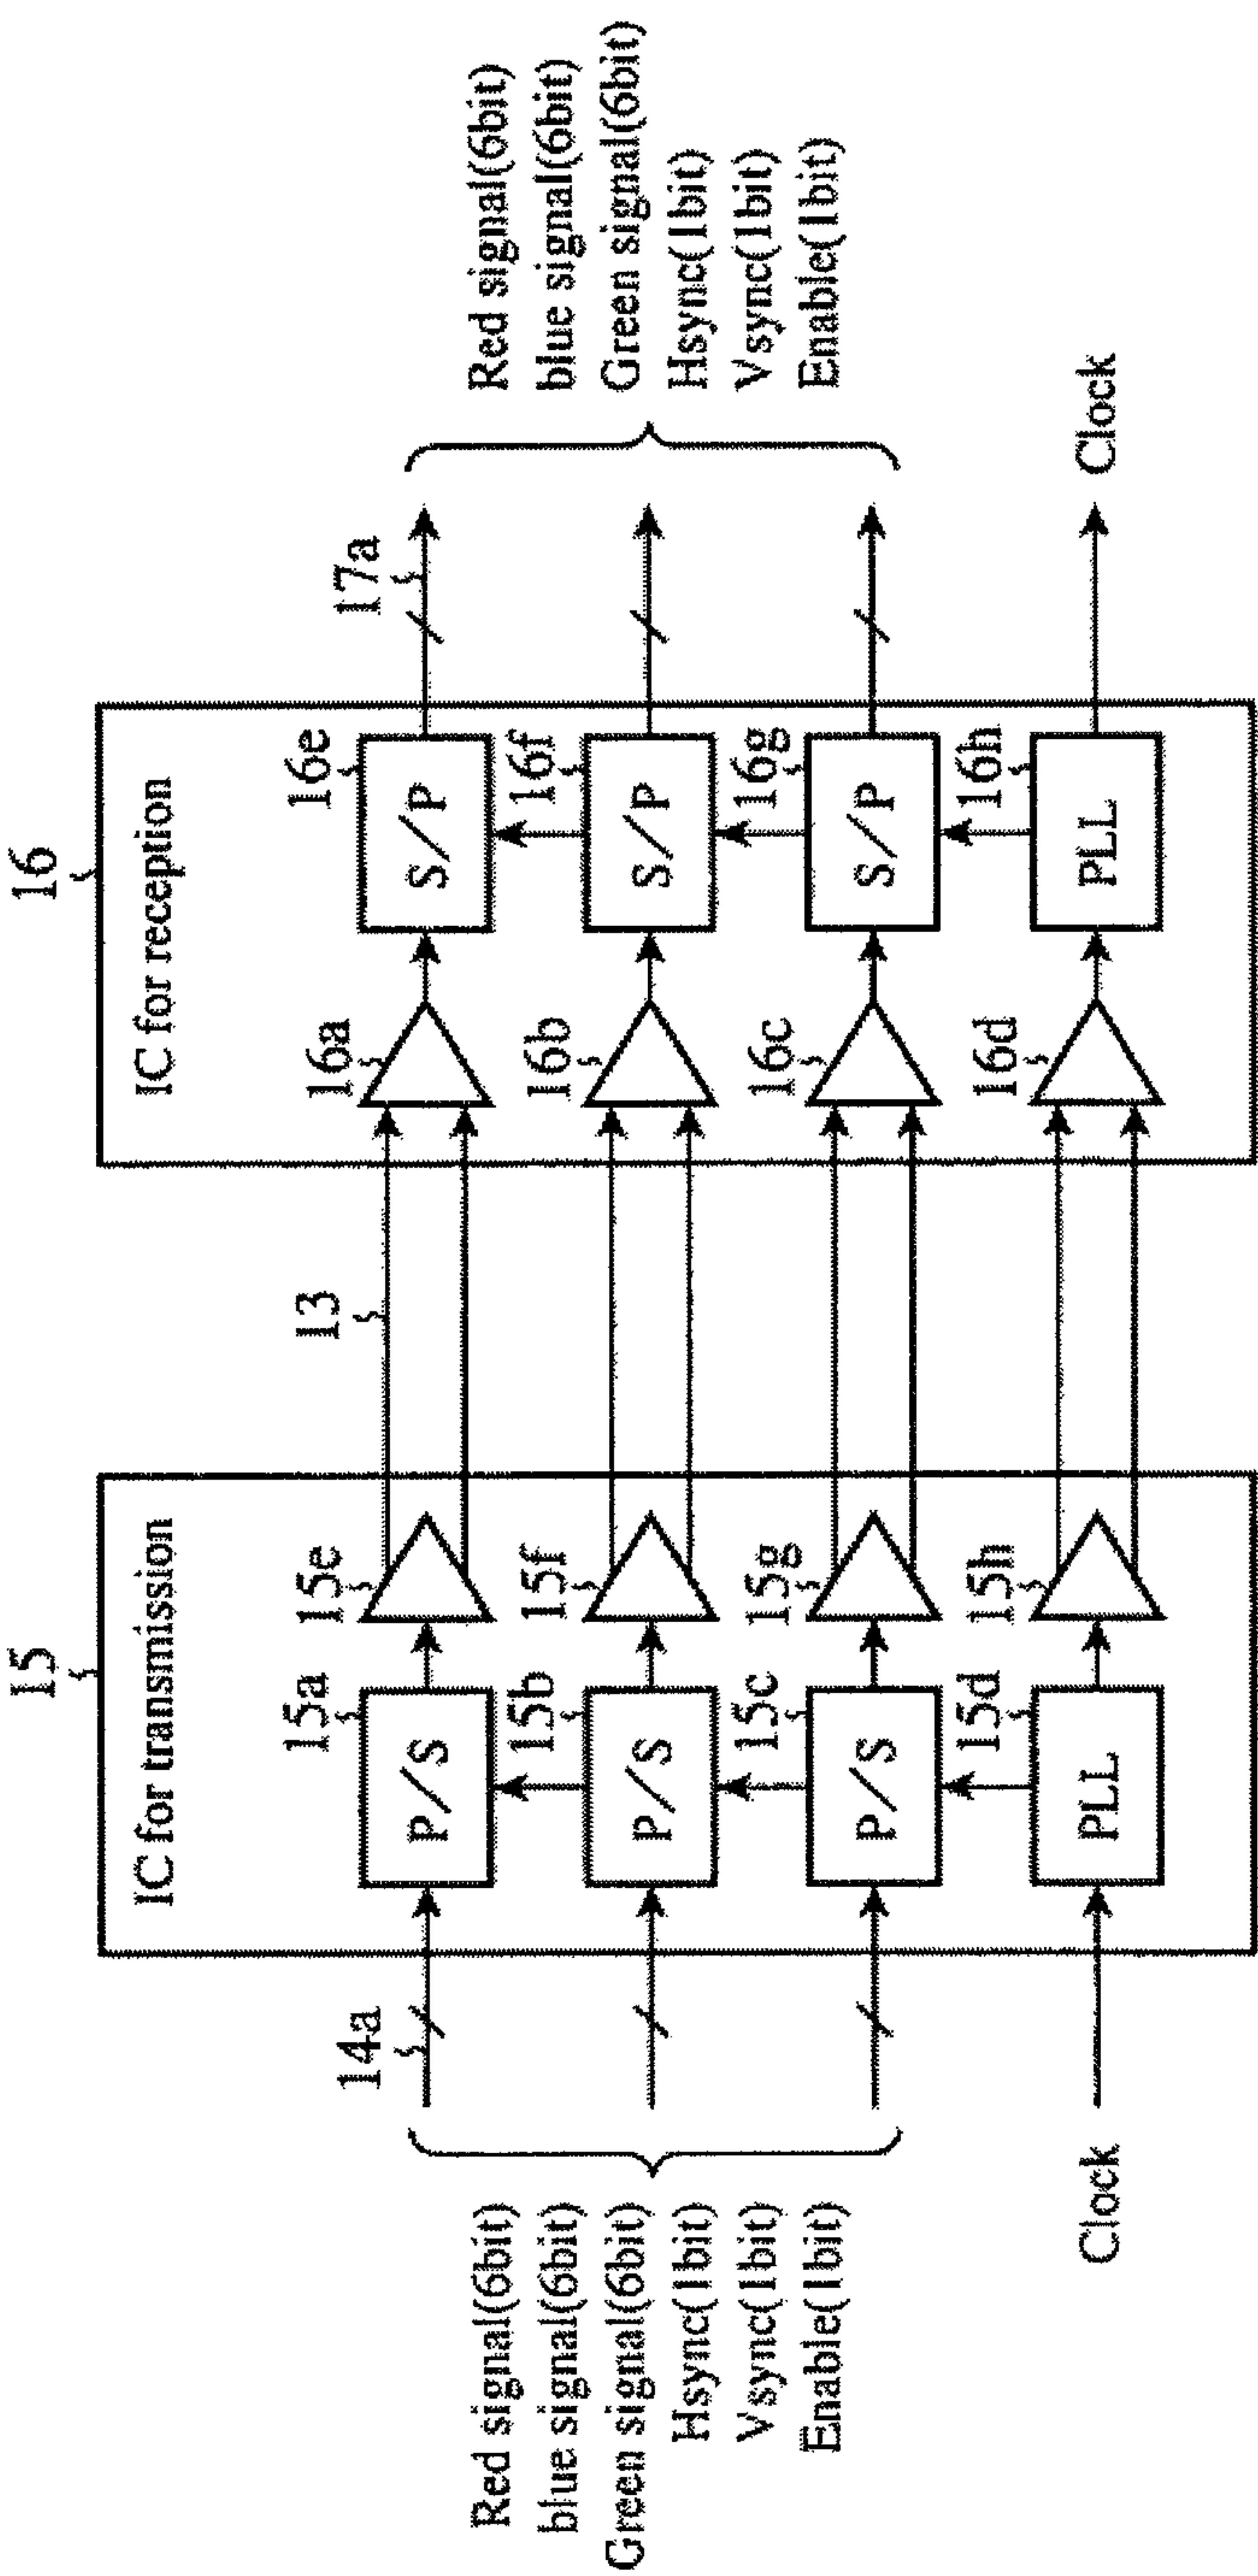 15
IC for transmission
14a
15a
P/S
15e
15b
P/S
15f
15c
P/S
15g
15d
PLL
15h
Red signal(6bit)
blue signal(6bit)
Green signal(6bit)
Hsync(1bit)
Vsync(1bit)
Enable(1bit)
Clock
13
16
IC for reception
16a
16e
S/P
16b
16f
S/P
16c
16g
S/P
16d
16h
PLL
17a
Red signal(6bit)
blue signal(6bit)
Green signal(6bit)
Hsync(1bit)
Vsync(1bit)
Enable(1bit)
Clock